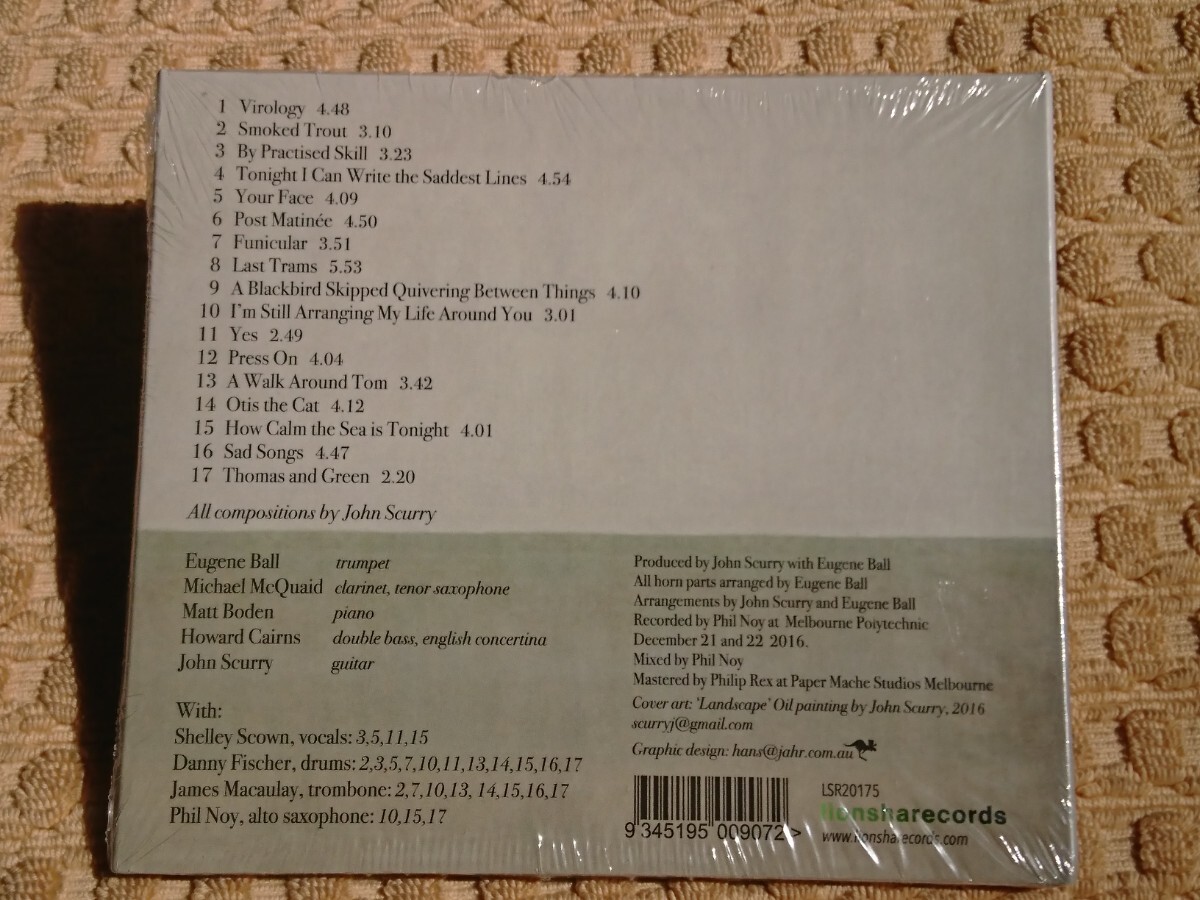 1 Virology 4.48
2 Smoked Trout 3.10
3 By Practised Skill 3.23
4 Tonight I Can Write the Saddest Lines 4.54
5 Your Face 4.09
6 Post Matinée 4.50
7 Funicular 3.51
8 Last Trams 5.53
9 A Blackbird Skipped Quivering Between Things 4.10
10 I'm Still Arranging My Life Around You 3.01
11 Yes 2.49
12 Press On 4.04
13 A Walk Around Tom 3.42
14 Otis the Cat 4.12
15 How Calm the Sea is Tonight 4.01
16 Sad Songs 4.47
17 Thomas and Green 2.20
All compositions by John Scurry
Eugene Ball trumpet
Michael McQuaid clarinet, tenor saxophone
Matt Boden piano
Howard Cairns double bass, english concertina
John Scurry guitar
With:
Shelley Scown, vocals: 3,5,11,15
Danny Fischer, drums: 2,3,5,7,10,11,13,14,15,16,17
James Macaulay, trombone: 2,7,10,13, 14,15,16,17
Phil Noy, alto saxophone: 10,15,17
Produced by John Scurry with Eugene Ball
All horn parts arranged by Eugene Ball
Arrangements by John Scurry and Eugene Ball
Recorded by Phil Noy at Melbourne Polytechnic
December 21 and 22 2016.
Mixed by Phil Noy
Mastered by Philip Rex at Paper Mache Studios Melbourne
Cover art: 'Landscape' Oil painting by John Scurry, 2016
scurryj@gmail.com
Graphic design: hans@jahr.com.au
9 345195 009072 >
LSR20175
lionsharecords
www.lionsharecords.com